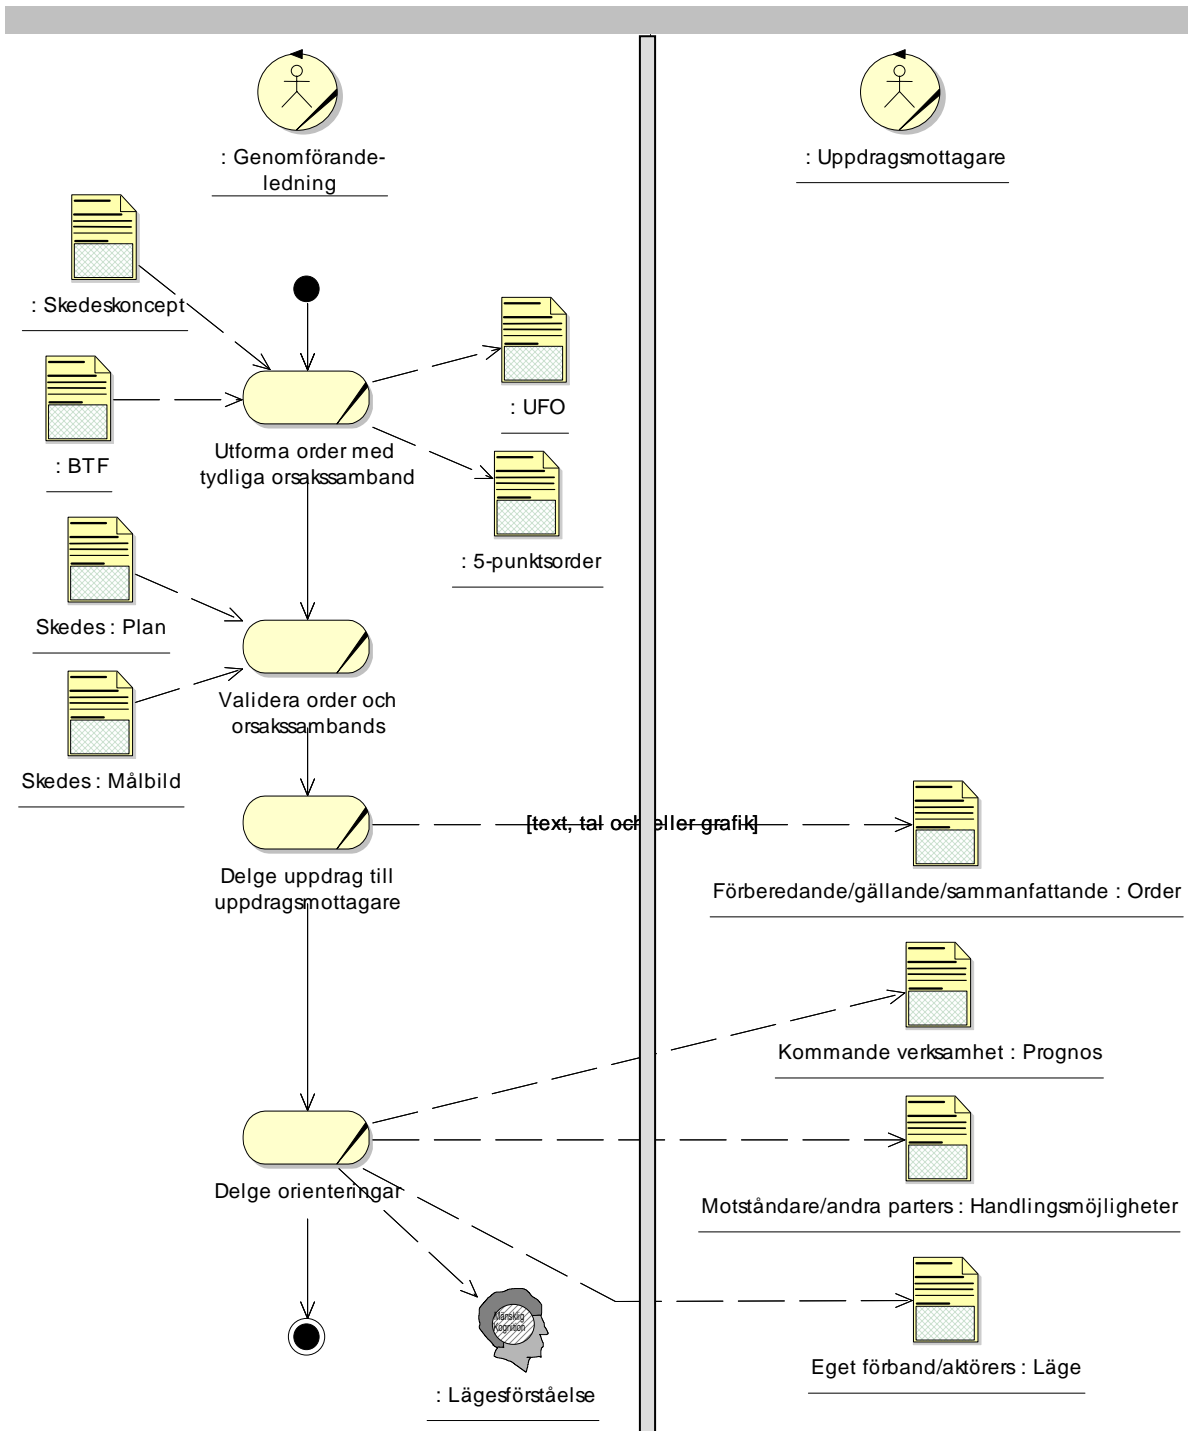 : Genomförande-
ledning
: Uppdragsmottagare
: Skedeskoncept
: UFO
: BTF
Utforma order med
tydliga orsakssamband
: 5-punktsorder
Skedes : Plan
Validera order och
orsakssambands
Skedes : Målbild
[text, tal och eller grafik]
Delge uppdrag till
uppdragsmottagare
Förberedande/gällande/sammanfattande : Order
Kommande verksamhet : Prognos
Delge orienteringar
Motståndare/andra parters : Handlingsmöjligheter
Mänsklig
Kognition
Eget förband/aktörers : Läge
: Lägesförståelse